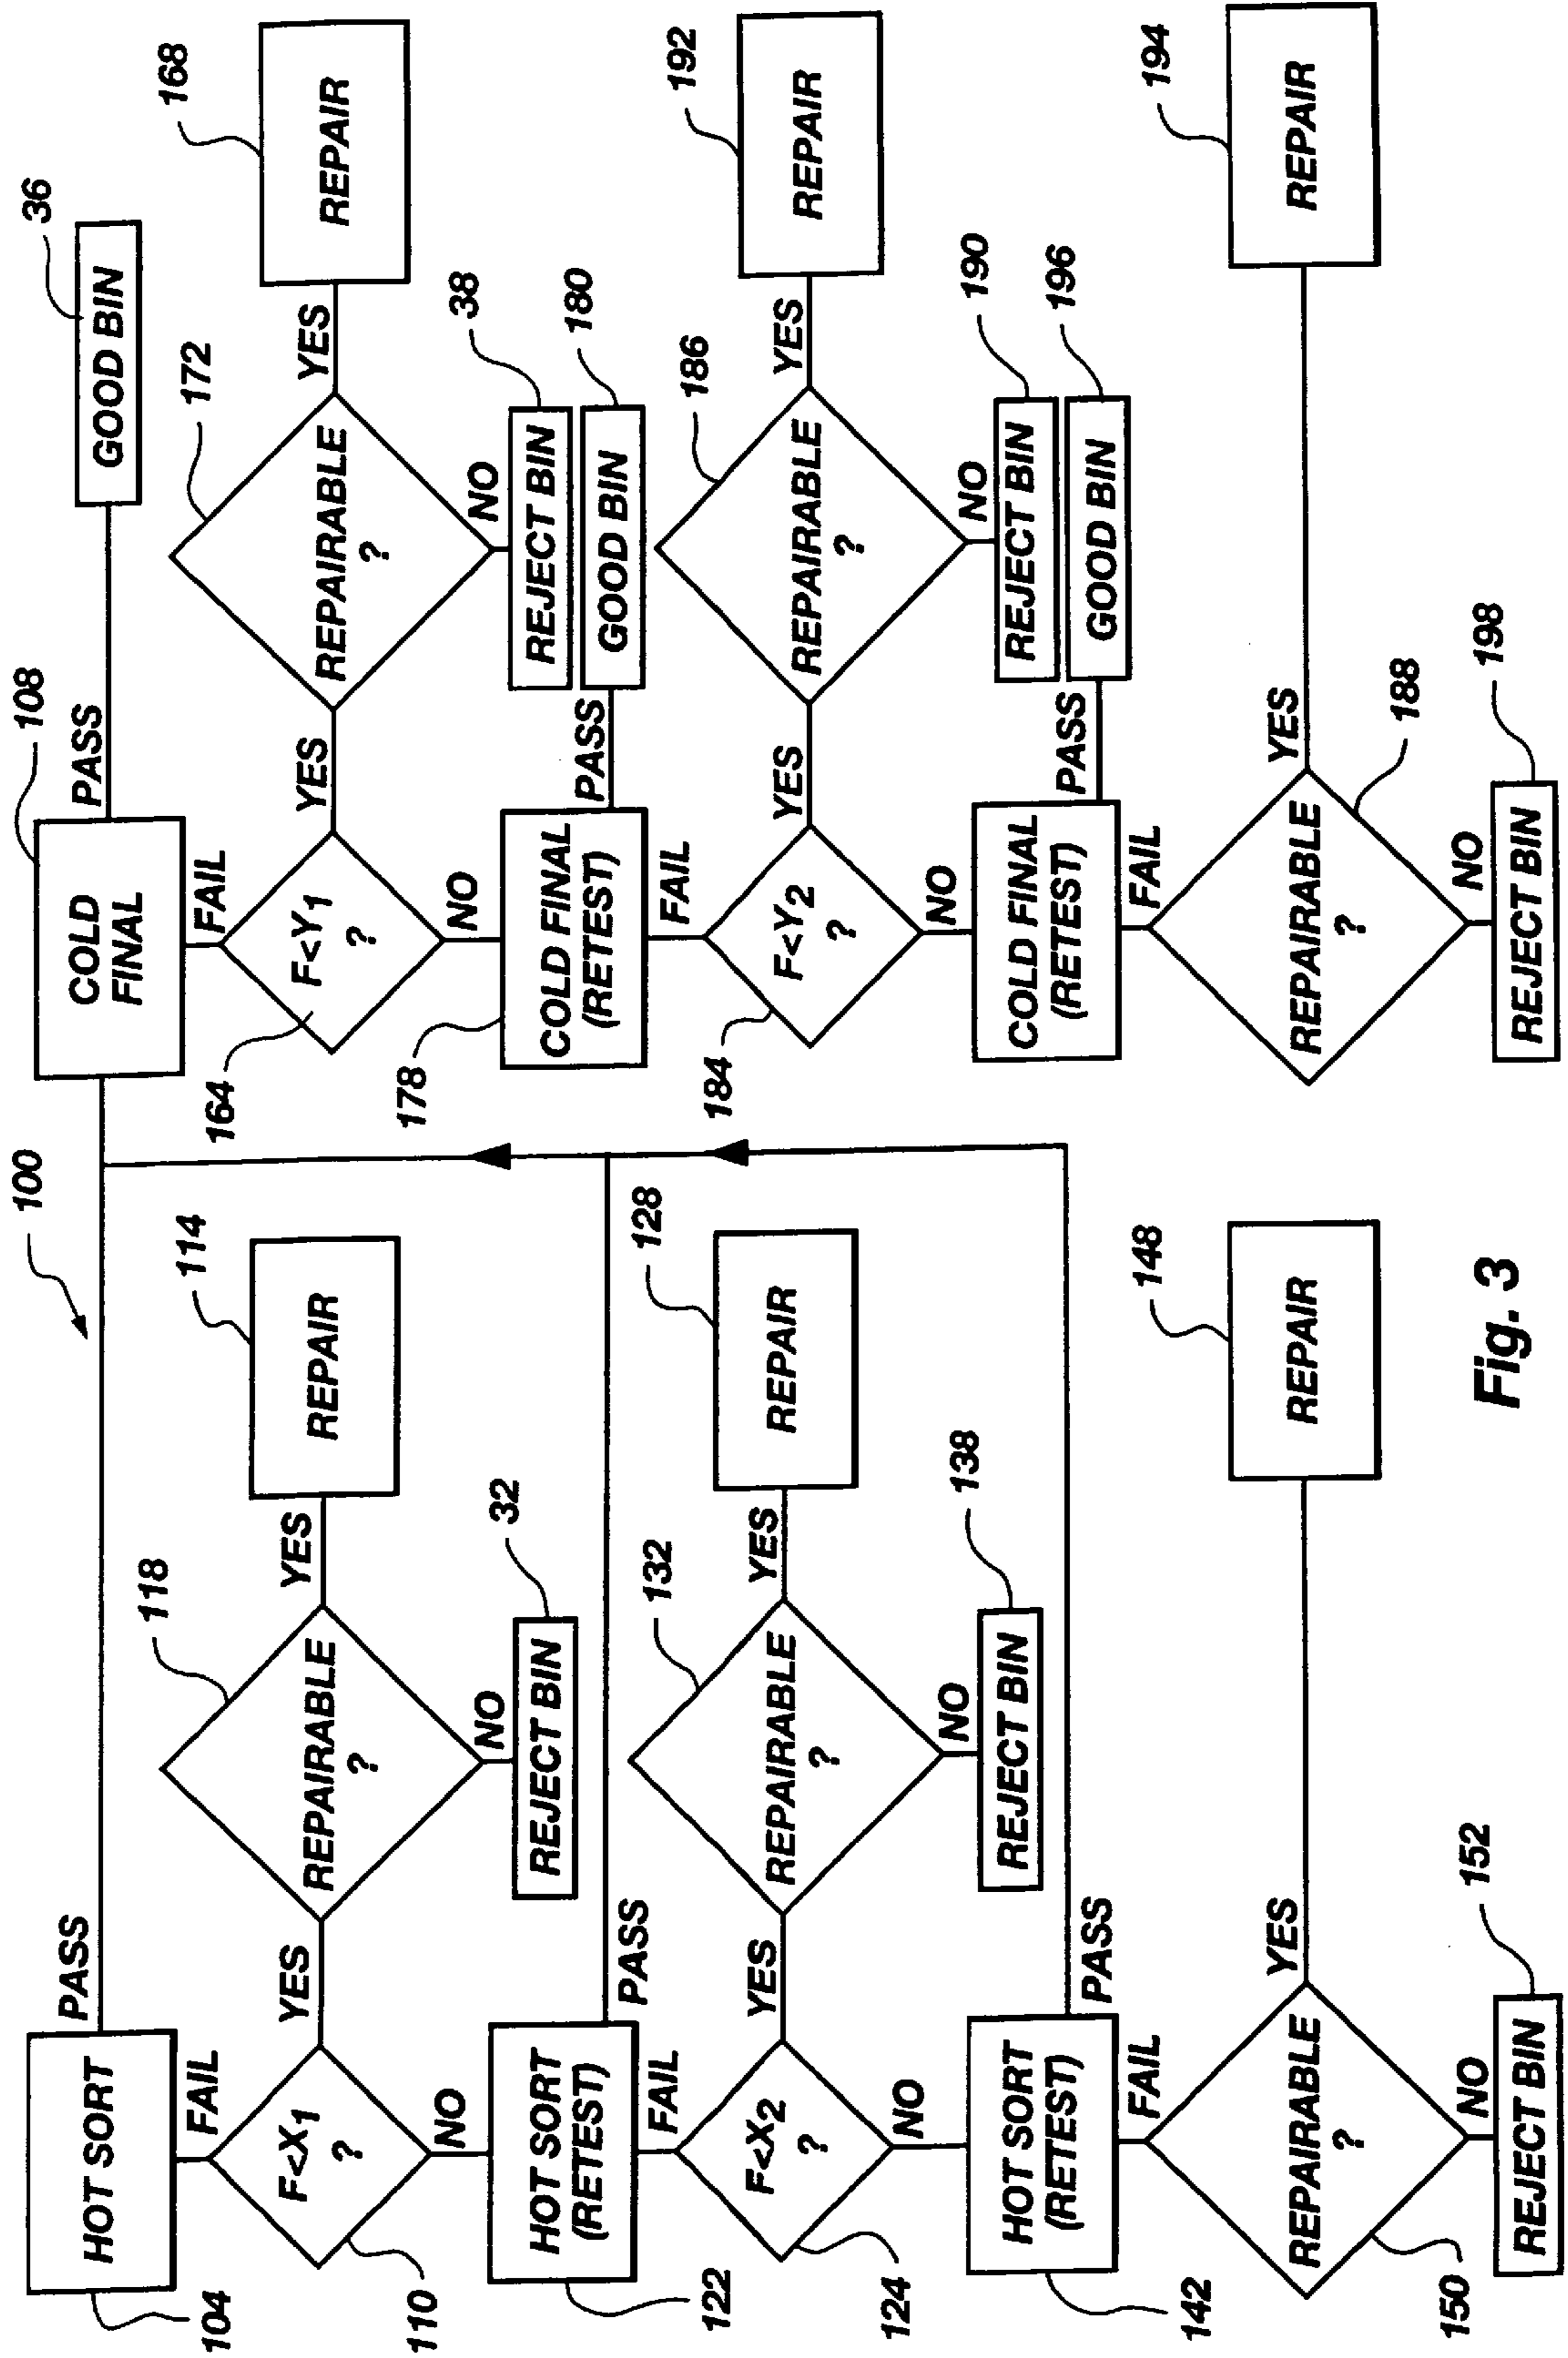 100
108
36
HOT SORT
PASS
COLD
FINAL
PASS
GOOD BIN
104
FAIL
118
114
FAIL
172
168
F<X1
?
YES
REPAIRABLE
?
YES
REPAIR
164
F<Y1
?
YES
REPAIRABLE
?
YES
REPAIR
110
NO
NO
32
NO
NO
38
HOT SORT
(RETEST)
REJECT BIN
178
COLD FINAL
(RETEST)
REJECT BIN
PASS
PASS
GOOD BIN
180
122
FAIL
132
128
FAIL
186
192
F<X2
?
YES
REPAIRABLE
?
YES
REPAIR
184
F<Y2
?
YES
REPAIRABLE
?
YES
REPAIR
124
NO
NO
138
NO
NO
190
HOT SORT
(RETEST)
REJECT BIN
COLD FINAL
(RETEST)
REJECT BIN
PASS
PASS
GOOD BIN
196
142
FAIL
148
FAIL
194
REPAIRABLE
?
YES
REPAIR
REPAIRABLE
?
YES
REPAIR
150
NO
152
188
NO
198
REJECT BIN
REJECT BIN
Fig. 3